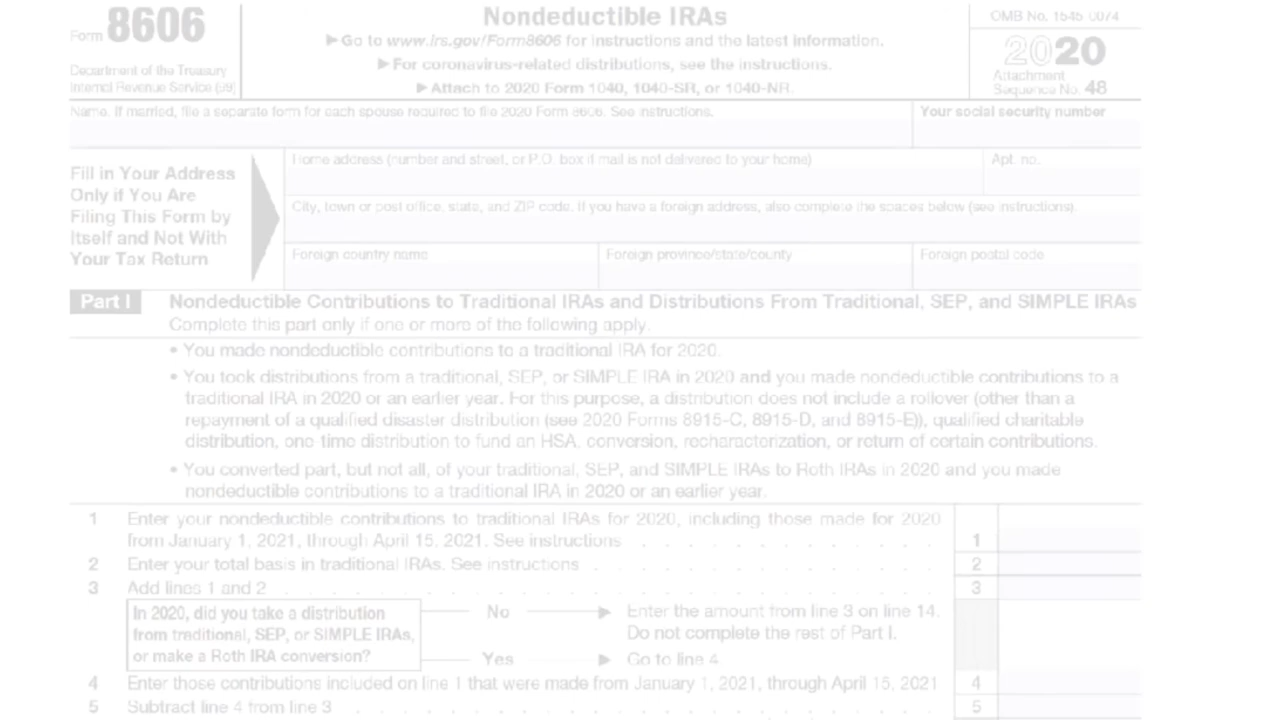 Form 8606
Nondeductible IRAs
OMB No. 1545-0074
▶ Go to www.irs.gov/Form8606 for instructions and the latest information.
▶ For coronavirus-related distributions, see the instructions.
2020
Department of the Treasury
Internal Revenue Service (99)
▶ Attach to 2020 Form 1040, 1040-SR, or 1040-NR.
Attachment
Sequence No. 48
Name. If married, file a separate form for each spouse required to file 2020 Form 8606. See instructions.
Your social security number
Fill in Your Address
Only if You Are
Filing This Form by
Itself and Not With
Your Tax Return
Home address (number and street, or P.O. box if mail is not delivered to your home)
Apt. no.
City, town or post office, state, and ZIP code. If you have a foreign address, also complete the spaces below (see instructions).
Foreign country name
Foreign province/state/county
Foreign postal code
Part I Nondeductible Contributions to Traditional IRAs and Distributions From Traditional, SEP, and SIMPLE IRAs
Complete this part only if one or more of the following apply.
• You made nondeductible contributions to a traditional IRA for 2020.
• You took distributions from a traditional, SEP, or SIMPLE IRA in 2020 and you made nondeductible contributions to a
traditional IRA in 2020 or an earlier year. For this purpose, a distribution does not include a rollover (other than a
repayment of a qualified disaster distribution (see 2020 Forms 8915-C, 8915-D, and 8915-E)), qualified charitable
distribution, one-time distribution to fund an HSA, conversion, recharacterization, or return of certain contributions.
• You converted part, but not all, of your traditional, SEP, and SIMPLE IRAs to Roth IRAs in 2020 and you made
nondeductible contributions to a traditional IRA in 2020 or an earlier year.
1 Enter your nondeductible contributions to traditional IRAs for 2020, including those made for 2020
from January 1, 2021, through April 15, 2021. See instructions . . . . . . . . . . . . 1
2 Enter your total basis in traditional IRAs. See instructions . . . . . . . . . . . . . 2
3 Add lines 1 and 2 . . . . . . . . . . . . . . . . . . . . . . . . 3
In 2020, did you take a distribution
from traditional, SEP, or SIMPLE IRAs,
or make a Roth IRA conversion?
No ▶ Enter the amount from line 3 on line 14.
Do not complete the rest of Part I.
Yes ▶ Go to line 4
4 Enter those contributions included on line 1 that were made from January 1, 2021, through April 15, 2021 4
5 Subtract line 4 from line 3 . . . . . . . . . . . . . . . . . . . . . 5